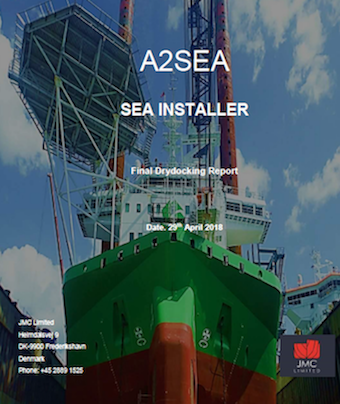 A2SEA
SEA INSTALLER
Final Drydocking Report
Date. 29th April 2018
JMC Limited
Heimdalsvej 9
DK-9900 Frederikshavn
Denmark
Phone: +45 2889 1525
JMC
LIMITED